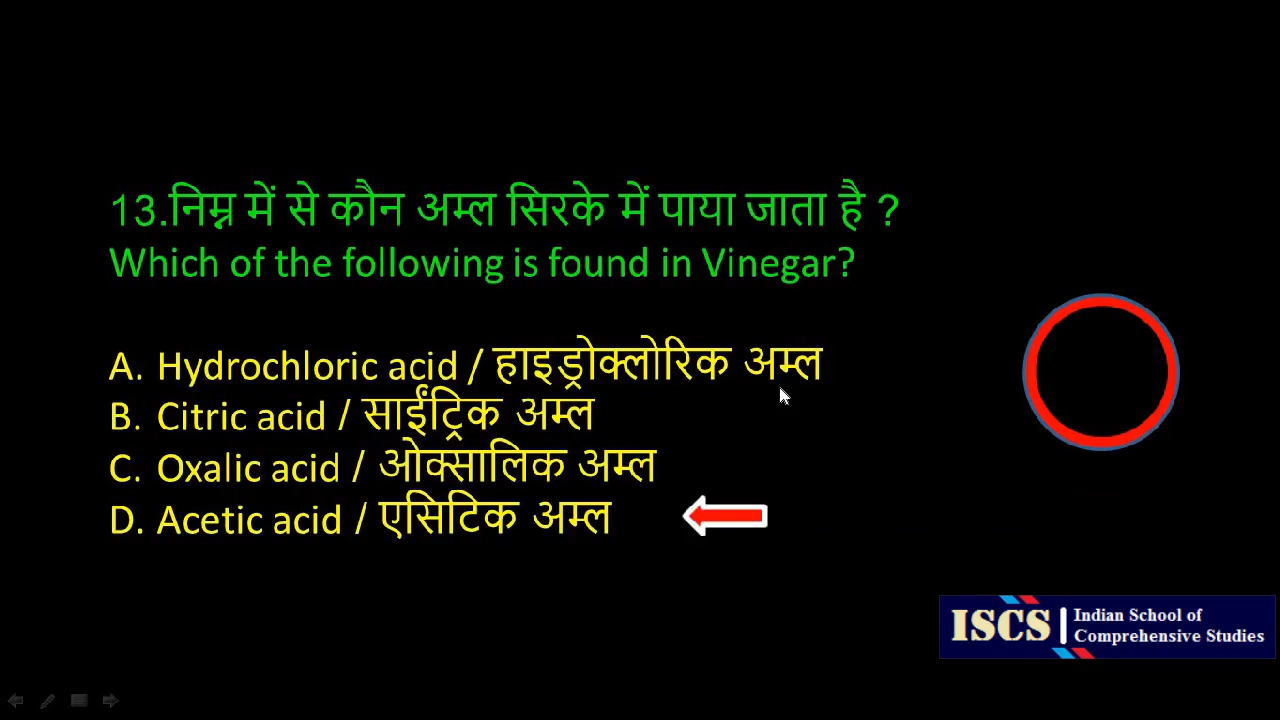 13.निम्न में से कौन अम्ल सिरके में पाया जाता है ?
Which of the following is found in Vinegar?
A. Hydrochloric acid / हाइड्रोक्लोरिक अम्ल
B. Citric acid / साईंट्रिक अम्ल
C. Oxalic acid / ओक्सालिक अम्ल
D. Acetic acid / एसिटिक अम्ल
ISCS
Indian School of
Comprehensive Studies